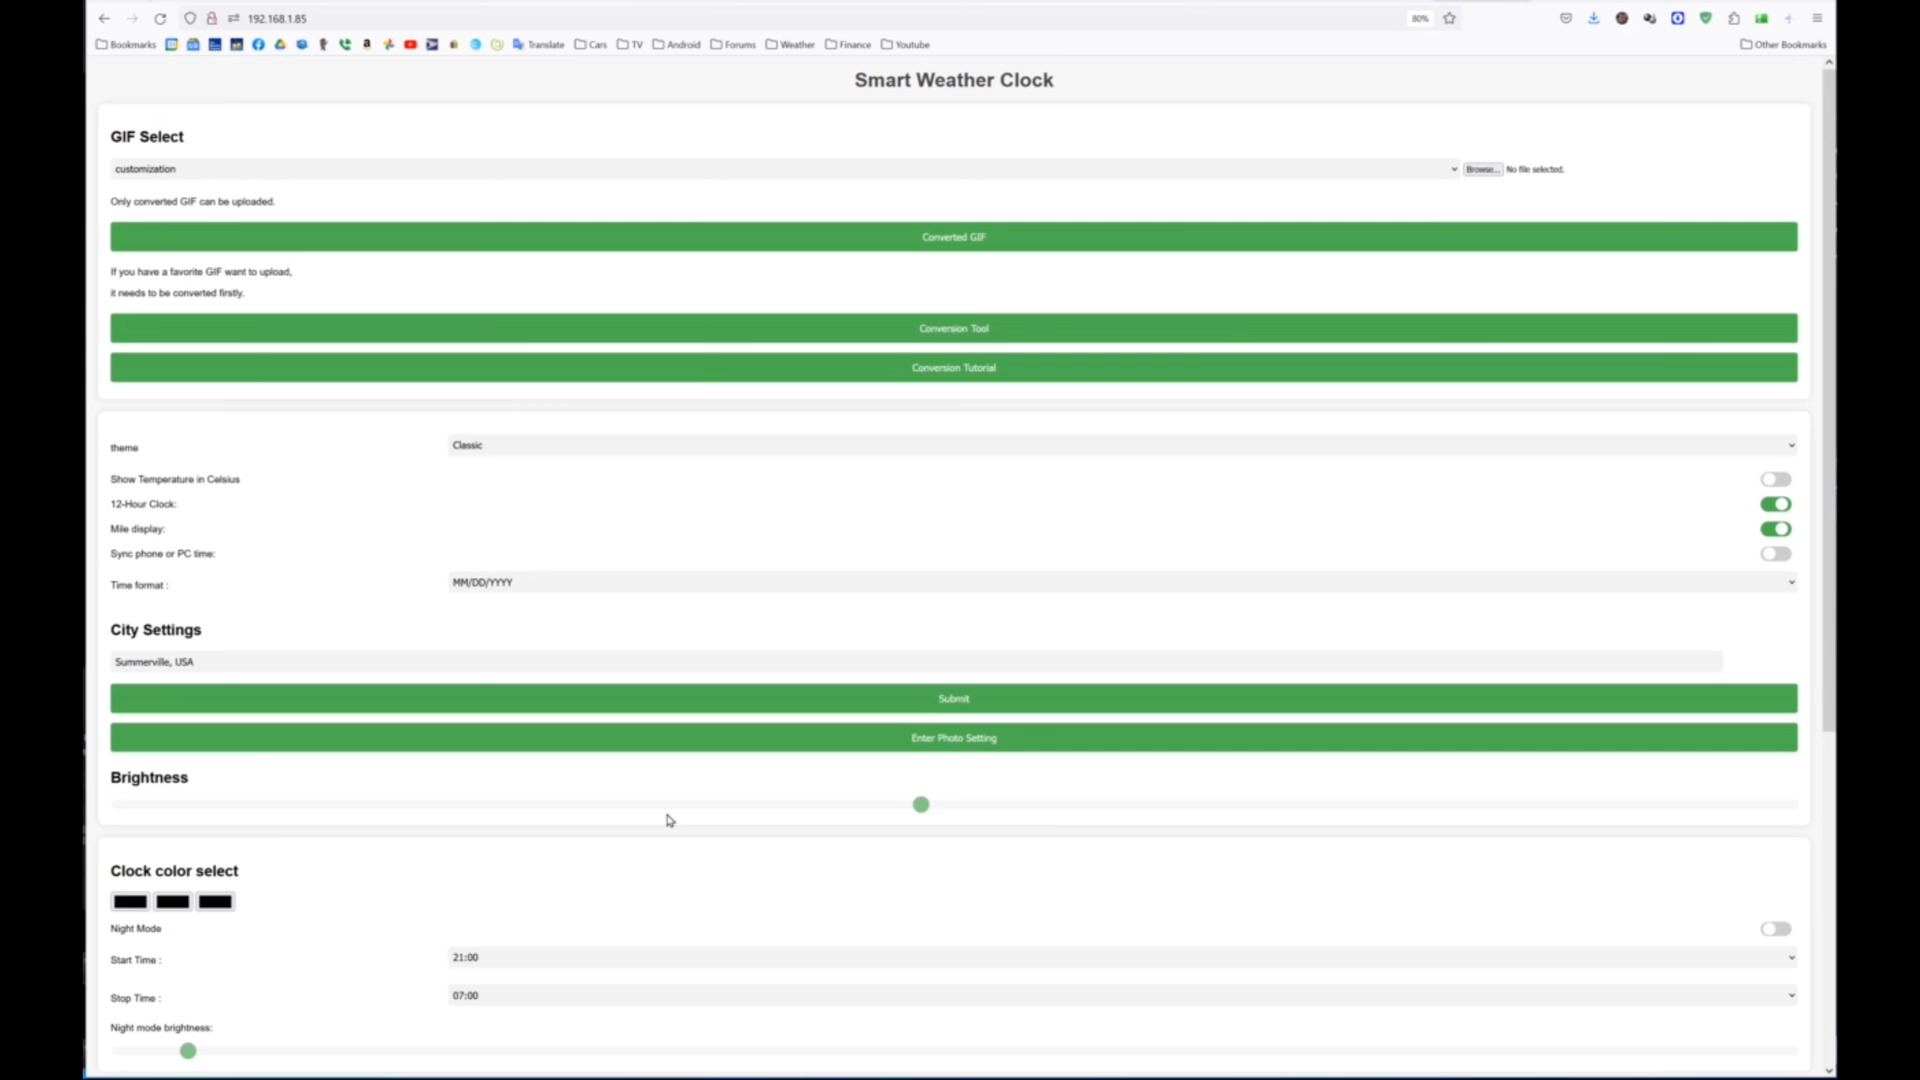 192.168.1.85
80%
Bookmarks
Translate
Cars
TV
Android
Forums
Weather
Finance
Youtube
Other Bookmarks
Smart Weather Clock
GIF Select
customization
Browse... No file selected.
Only converted GIF can be uploaded.
Converted GIF
If you have a favorite GIF want to upload,
it needs to be converted firstly.
Conversion Tool
Conversion Tutorial
theme
Classic
Show Temperature in Celsius
12-Hour Clock:
Mile display:
Sync phone or PC time:
Time format :
MM/DD/YYYY
City Settings
Summerville, USA
Submit
Enter Photo Setting
Brightness
Clock color select
Night Mode
Start Time :
21:00
Stop Time :
07:00
Night mode brightness: